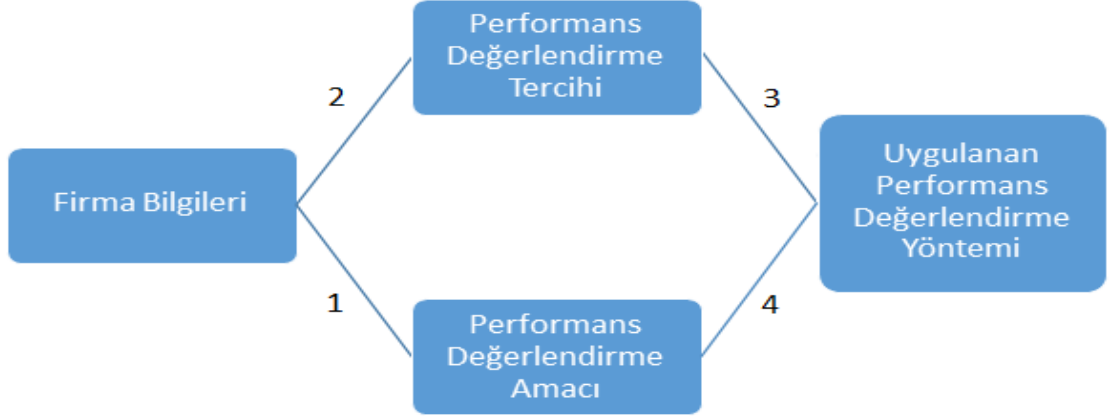 Performans
Değerlendirme
Tercihi
2
3
Firma Bilgileri
Uygulanan
Performans
Değerlendirme
Yöntemi
1
4
Performans
Değerlendirme
Amacı